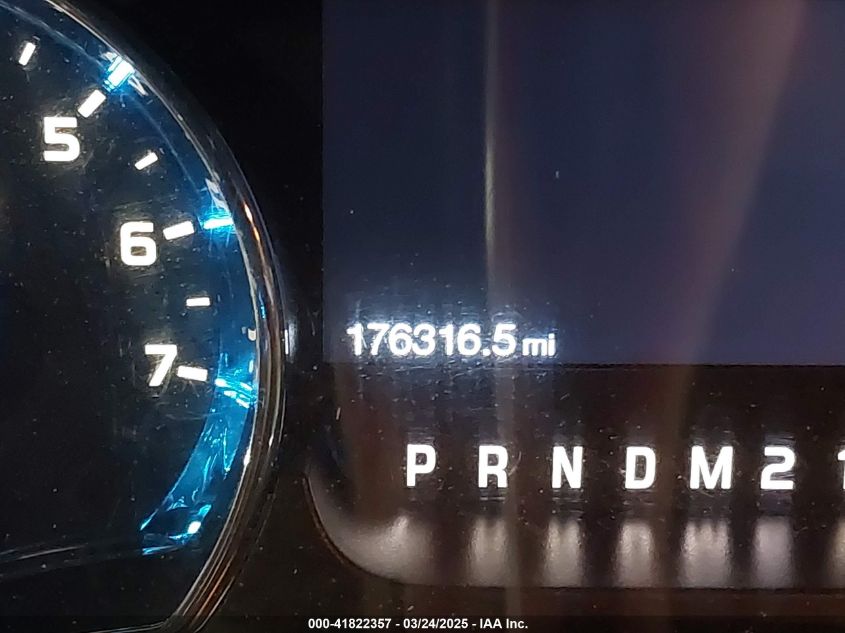 5
6
7
176316.5 mi
P R N D M 2 1
000-41822357 - 03/24/2025 - IAA Inc.